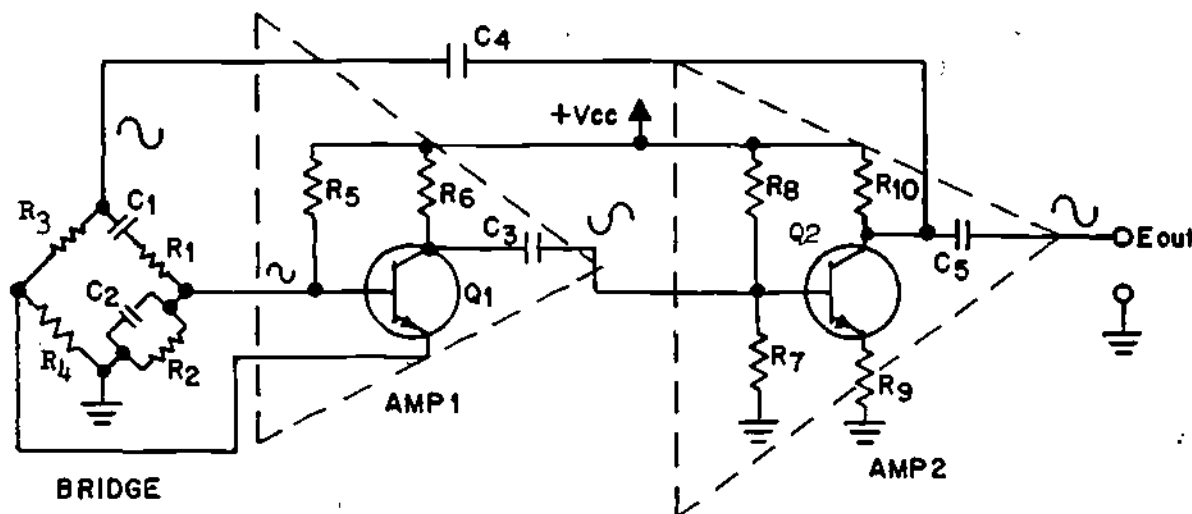 C4
+Vcc
C1
R3
R1
C2
R4
R2
R5
R6
C3
Q1
R8
R10
Q2
C5
Eout
R7
R9
AMP1
AMP2
BRIDGE